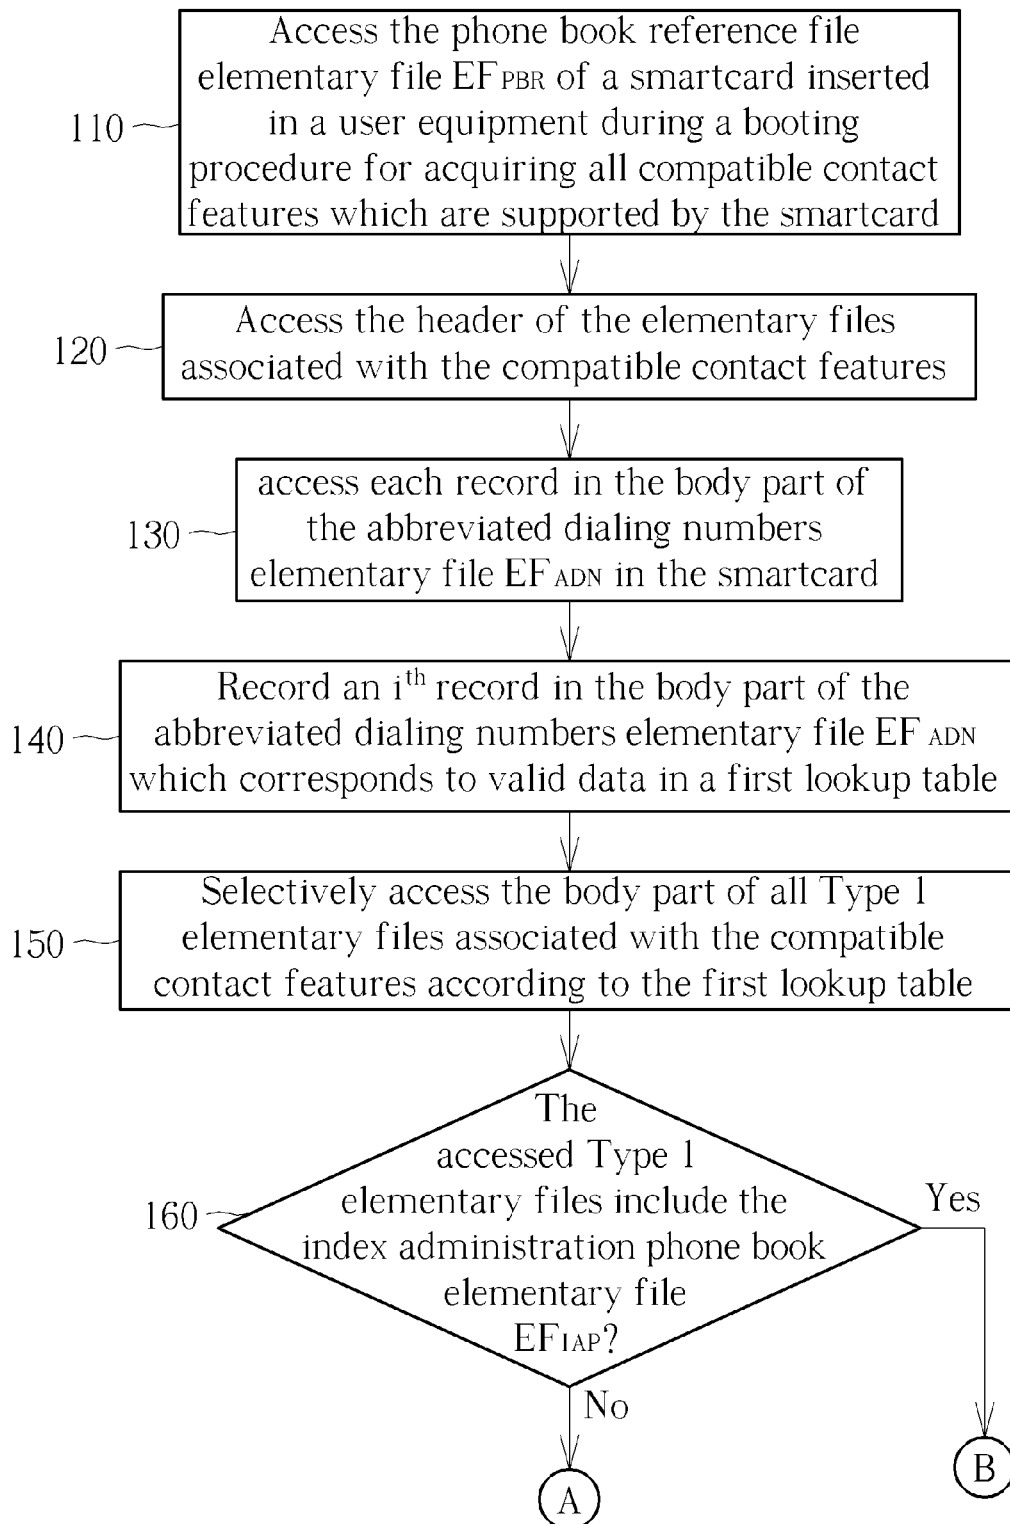 Access the phone book reference file
elementary file EFPBR of a smartcard inserted
in a user equipment during a booting
procedure for acquiring all compatible contact
features which are supported by the smartcard
110
Access the header of the elementary files
associated with the compatible contact features
120
access each record in the body part of
the abbreviated dialing numbers
elementary file EFADN in the smartcard
130
Record an ith record in the body part of the
abbreviated dialing numbers elementary file EFADN
which corresponds to valid data in a first lookup table
140
Selectively access the body part of all Type 1
elementary files associated with the compatible
contact features according to the first lookup table
150
The
accessed Type 1
elementary files include the
index administration phone book
elementary file
EFIAP?
160
Yes
No
B
A